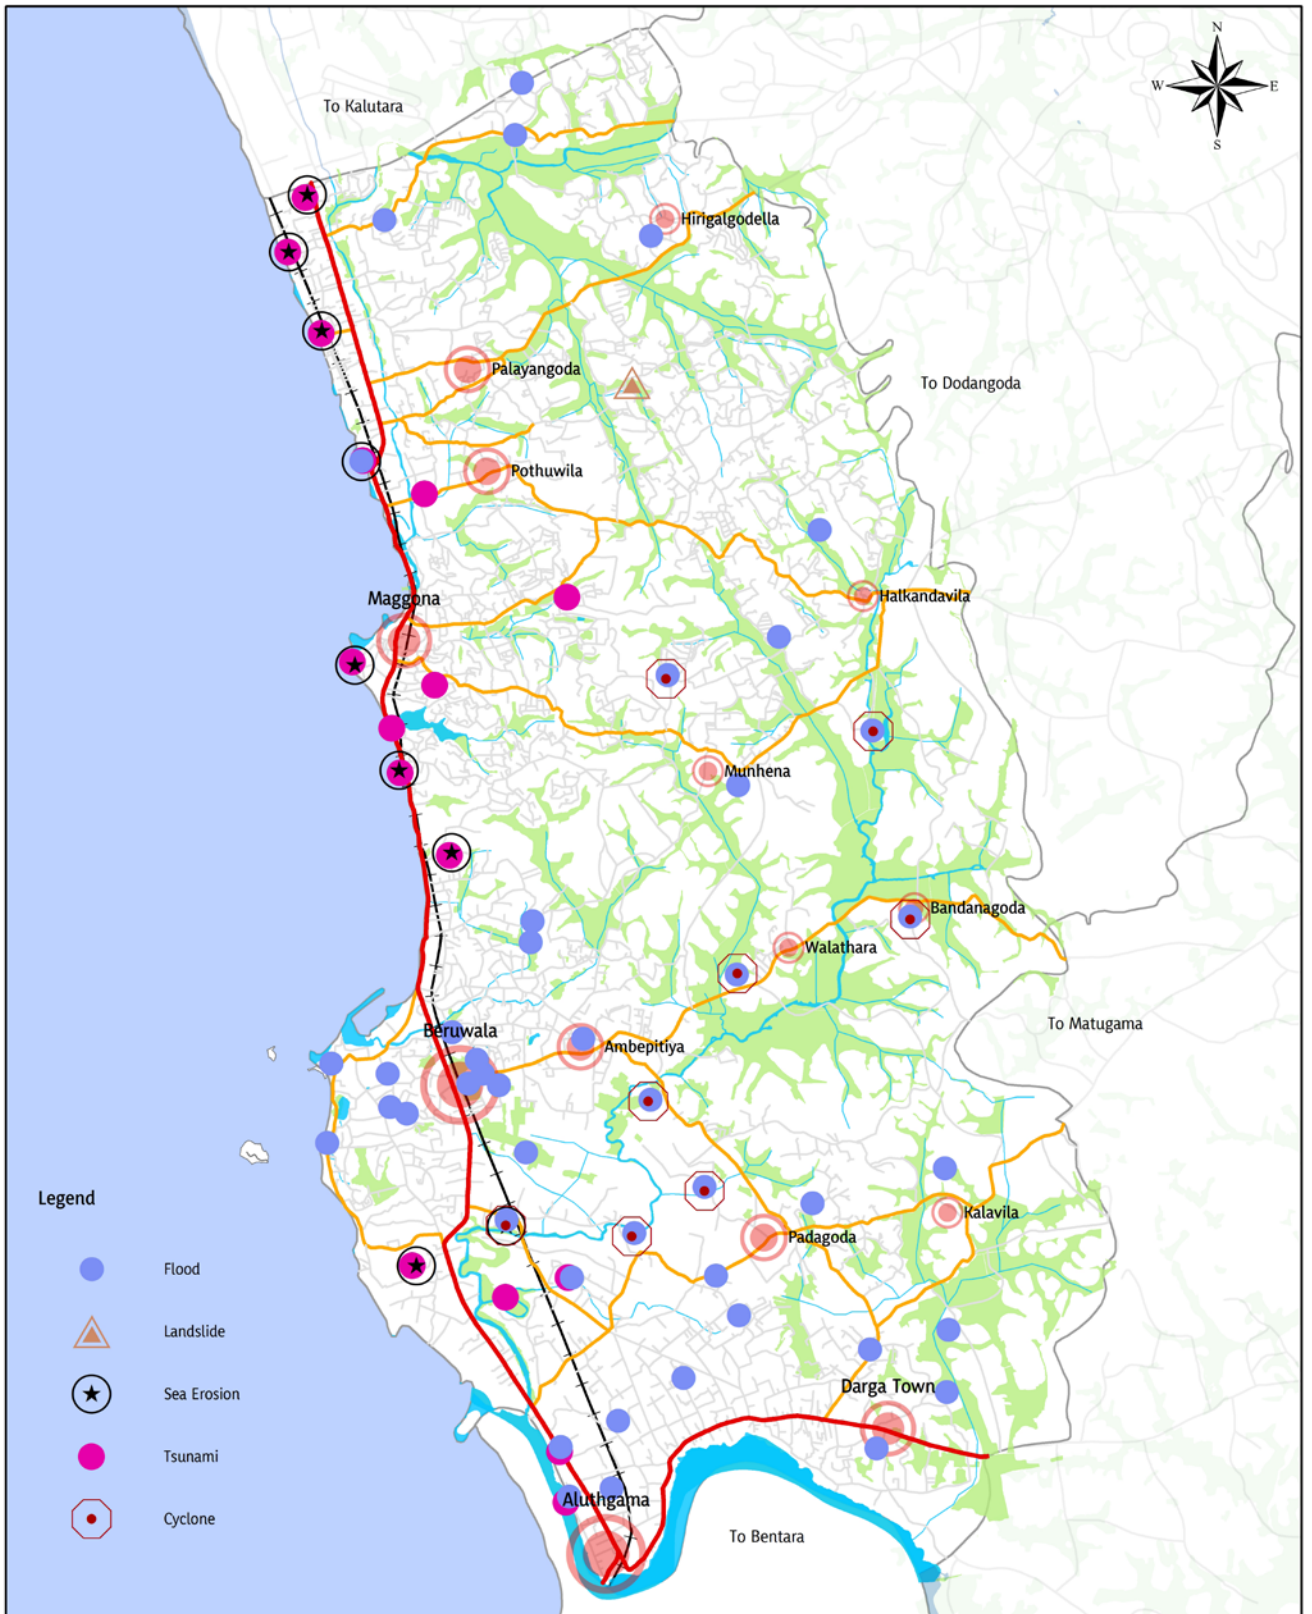 N
W
E
S
To Kalutara
Hirigalgodella
Palayangoda
To Dodangoda
Pothuwila
Maggona
Halkandavila
Munhena
Bandanagoda
Walathara
To Matugama
Beruwala
Ambepitiya
Legend
Kalavila
Padagoda
Flood
Landslide
Darga Town
Sea Erosion
Tsunami
Aluthgama
Cyclone
To Bentara